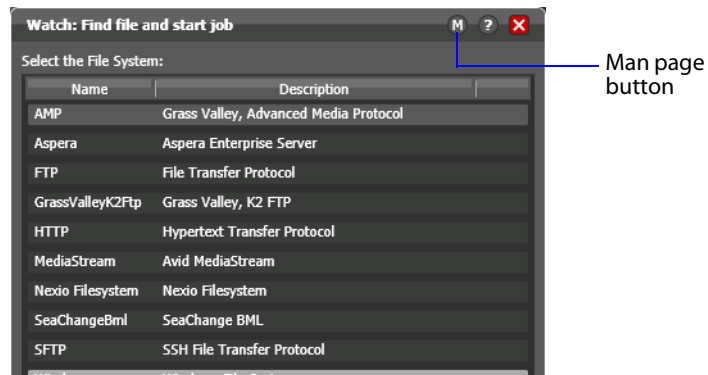 Watch: Find file and start job M ?
Select the File System:
Name Description
AMP Grass Valley, Advanced Media Protocol
Aspera Aspera Enterprise Server
FTP File Transfer Protocol
GrassValleyK2Ftp Grass Valley, K2 FTP
HTTP Hypertext Transfer Protocol
MediaStream Avid MediaStream
Nexio Filesystem Nexio Filesystem
SeaChangeBml SeaChange BML
SFTP SSH File Transfer Protocol
Man page
button